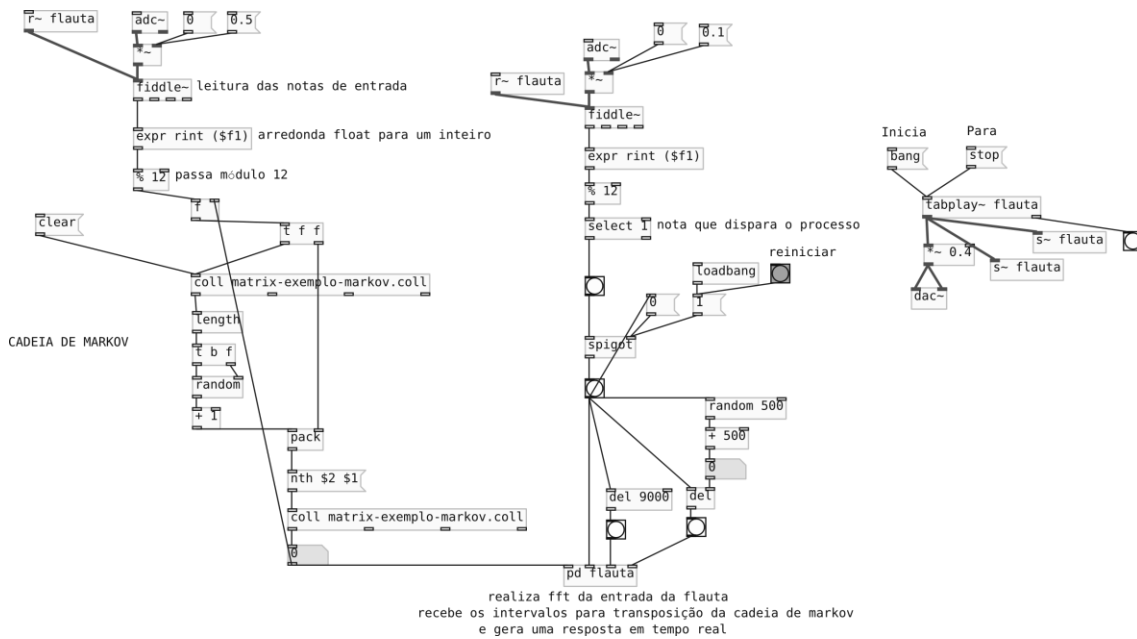 r~ flauta
adc~
0
0.5
*~
fiddle~
leitura das notas de entrada
expr rint ($f1)
arredonda float para um inteiro
% 12
passa módulo 12
f
clear
t f f
coll matrix-exemplo-markov.coll
length
CADEIA DE MARKOV
t b f
random
+ 1
pack
nth $2 $1
coll matrix-exemplo-markov.coll
0
adc~
0
0.1
r~ flauta
*~
fiddle~
expr rint ($f1)
% 12
select 1
nota que dispara o processo
reiniciar
loadbang
0
1
spigot
random 500
+ 500
0
del 9000
del
pd flauta
realiza fft da entrada da flauta
recebe os intervalos para transposição da cadeia de markov
e gera uma resposta em tempo real
Inicia
Para
bang
stop
tabplay~ flauta
s~ flauta
*~ 0.4
s~ flauta
dac~